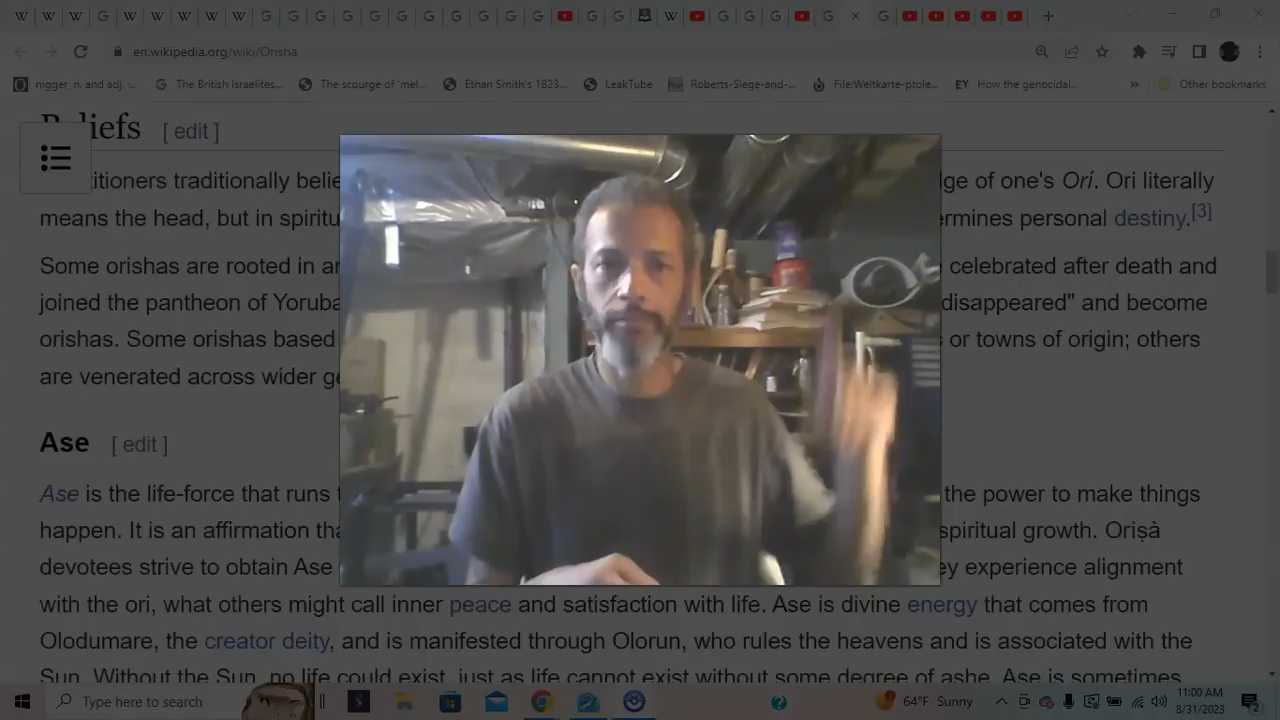 en.wikipedia.org/wiki/Orisha
nigger, n. and adj. :...
The British Israelites...
The scourge of 'mel...
Ethan Smith's 1823...
LeakTube
Roberts-Siege-and-...
File:Weltkarte-ptole...
EY How the genocidal...
»
Other bookmarks
liefs [ edit ]
itioners traditionally belie
ge of one's Orí. Ori literally
means the head, but in spiritu
ermines personal destiny.[3]
Some orishas are rooted in an
celebrated after death and
joined the pantheon of Yoruba
disappeared" and become
orishas. Some orishas based
or towns of origin; others
are venerated across wider ge
Ase [ edit ]
Ase is the life-force that runs t
the power to make things
happen. It is an affirmation tha
spiritual growth. Oriṣà
devotees strive to obtain Ase
ey experience alignment
with the ori, what others might call inner peace and satisfaction with life. Ase is divine energy that comes from
Olodumare, the creator deity, and is manifested through Olorun, who rules the heavens and is associated with the
Sun. Without the Sun, no life could exist, just as life cannot exist without some degree of ashe. Ase is sometimes
Type here to search
64°F Sunny
11:00 AM
8/31/2023
2